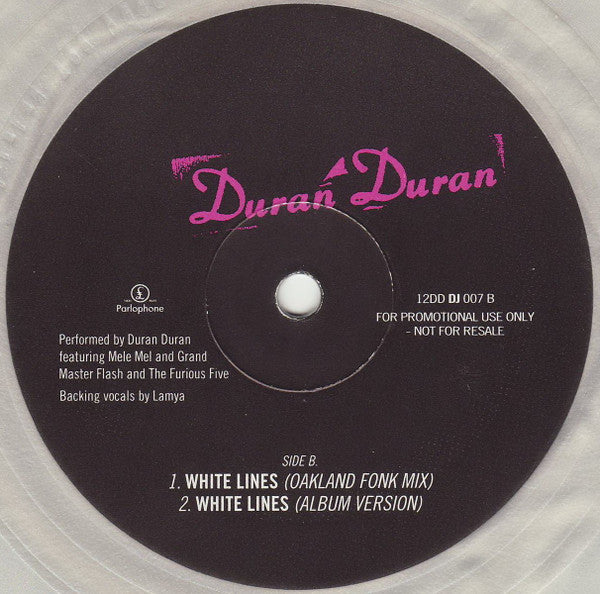 Duran Duran
£
Parlophone
12DD DJ 007 B
FOR PROMOTIONAL USE ONLY
- NOT FOR RESALE
Performed by Duran Duran
featuring Mele Mel and Grand
Master Flash and The Furious Five
Backing vocals by Lamya
SIDE B.
1. WHITE LINES (OAKLAND FONK MIX)
2. WHITE LINES (ALBUM VERSION)